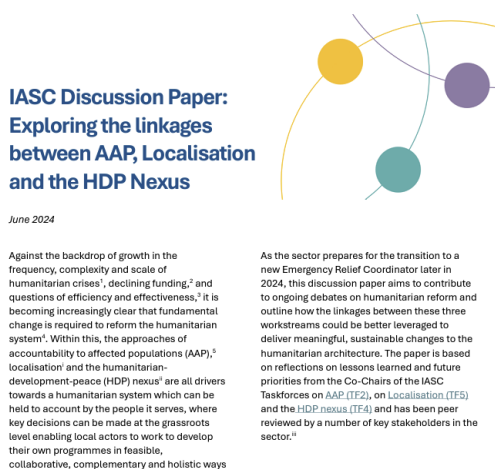 IASC Discussion Paper:
Exploring the linkages
between AAP, Localisation
and the HDP Nexus
June 2024
Against the backdrop of growth in the
frequency, complexity and scale of
humanitarian crises¹, declining funding,² and
questions of efficiency and effectiveness,³ it is
becoming increasingly clear that fundamental
change is required to reform the humanitarian
system⁴. Within this, the approaches of
accountability to affected populations (AAP),⁵
localisationⁱ and the humanitarian-
development-peace (HDP) nexusⁱⁱ are all drivers
towards a humanitarian system which can be
held to account by the people it serves, where
key decisions can be made at the grassroots
level enabling local actors to work to develop
their own programmes in feasible,
collaborative, complementary and holistic ways
As the sector prepares for the transition to a
new Emergency Relief Coordinator later in
2024, this discussion paper aims to contribute
to ongoing debates on humanitarian reform and
outline how the linkages between these three
workstreams could be better leveraged to
deliver meaningful, sustainable changes to the
humanitarian architecture. The paper is based
on reflections on lessons learned and future
priorities from the Co-Chairs of the IASC
Taskforces on AAP (TF2), on Localisation (TF5)
and the HDP nexus (TF4) and has been peer
reviewed by a number of key stakeholders in the
sector.ⁱⁱⁱ